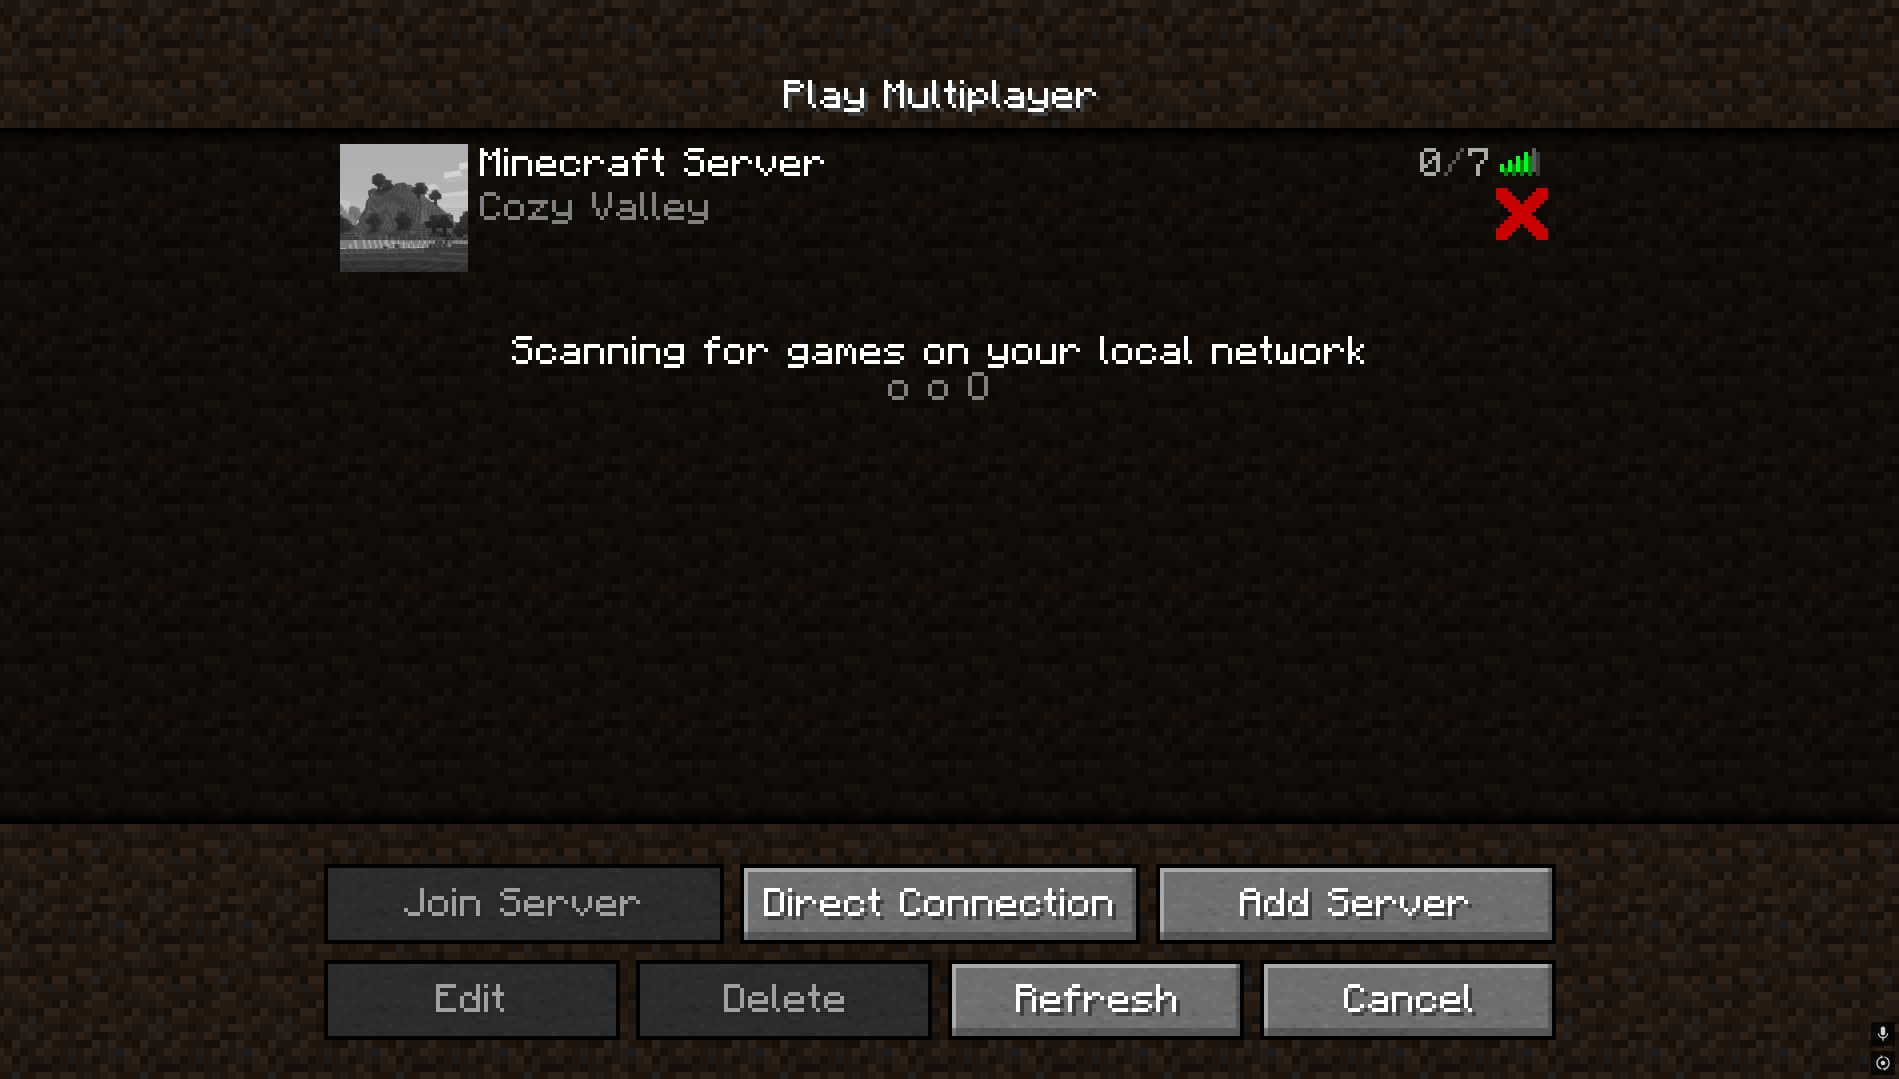 Play Multiplayer
Minecraft Server
0/7
Cozy Valley
Scanning for games on your local network
o o O
Join Server
Direct Connection
Add Server
Edit
Delete
Refresh
Cancel